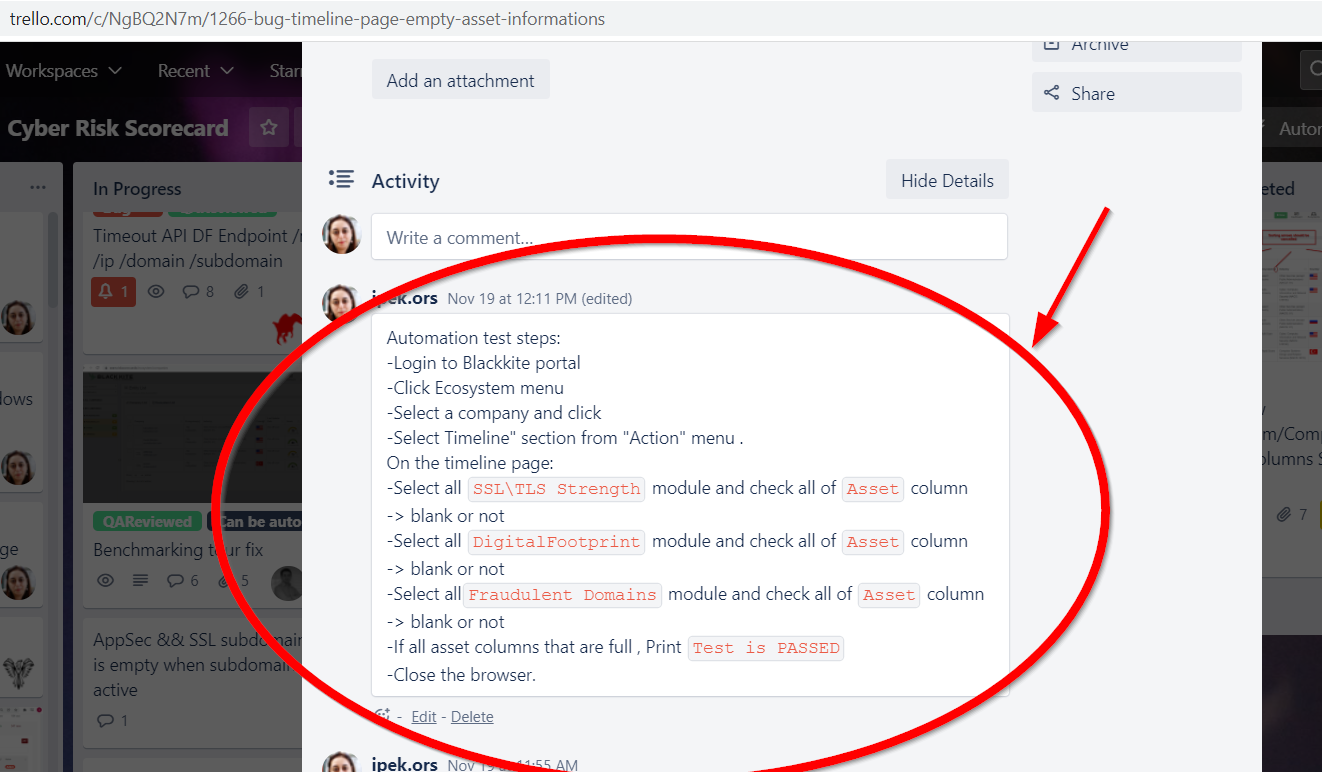 trello.com/c/NgBQ2N7m/1266-bug-timeline-page-empty-asset-informations
Workspaces
Recent
Cyber Risk Scorecard
In Progress
Timeout API DF Endpoint
/ip /domain /subdomain
1
8
1
QAReviewed
Can be auto
Benchmarking tour fix
6
5
AppSec && SSL subdomain
is empty when subdomain
active
1
Add an attachment
Archive
Share
Activity
Hide Details
Write a comment...
ipek.ors Nov 19 at 12:11 PM (edited)
Automation test steps:
-Login to Blackkite portal
-Click Ecosystem menu
-Select a company and click
-Select Timeline" section from "Action" menu .
On the timeline page:
-Select all SSL\TLS Strength module and check all of Asset column
-> blank or not
-Select all DigitalFootprint module and check all of Asset column
-> blank or not
-Select all Fraudulent Domains module and check all of Asset column
-> blank or not
-If all asset columns that are full , Print Test is PASSED
-Close the browser.
- Edit - Delete
ipek.ors Nov 19 at 11:55 AM
7